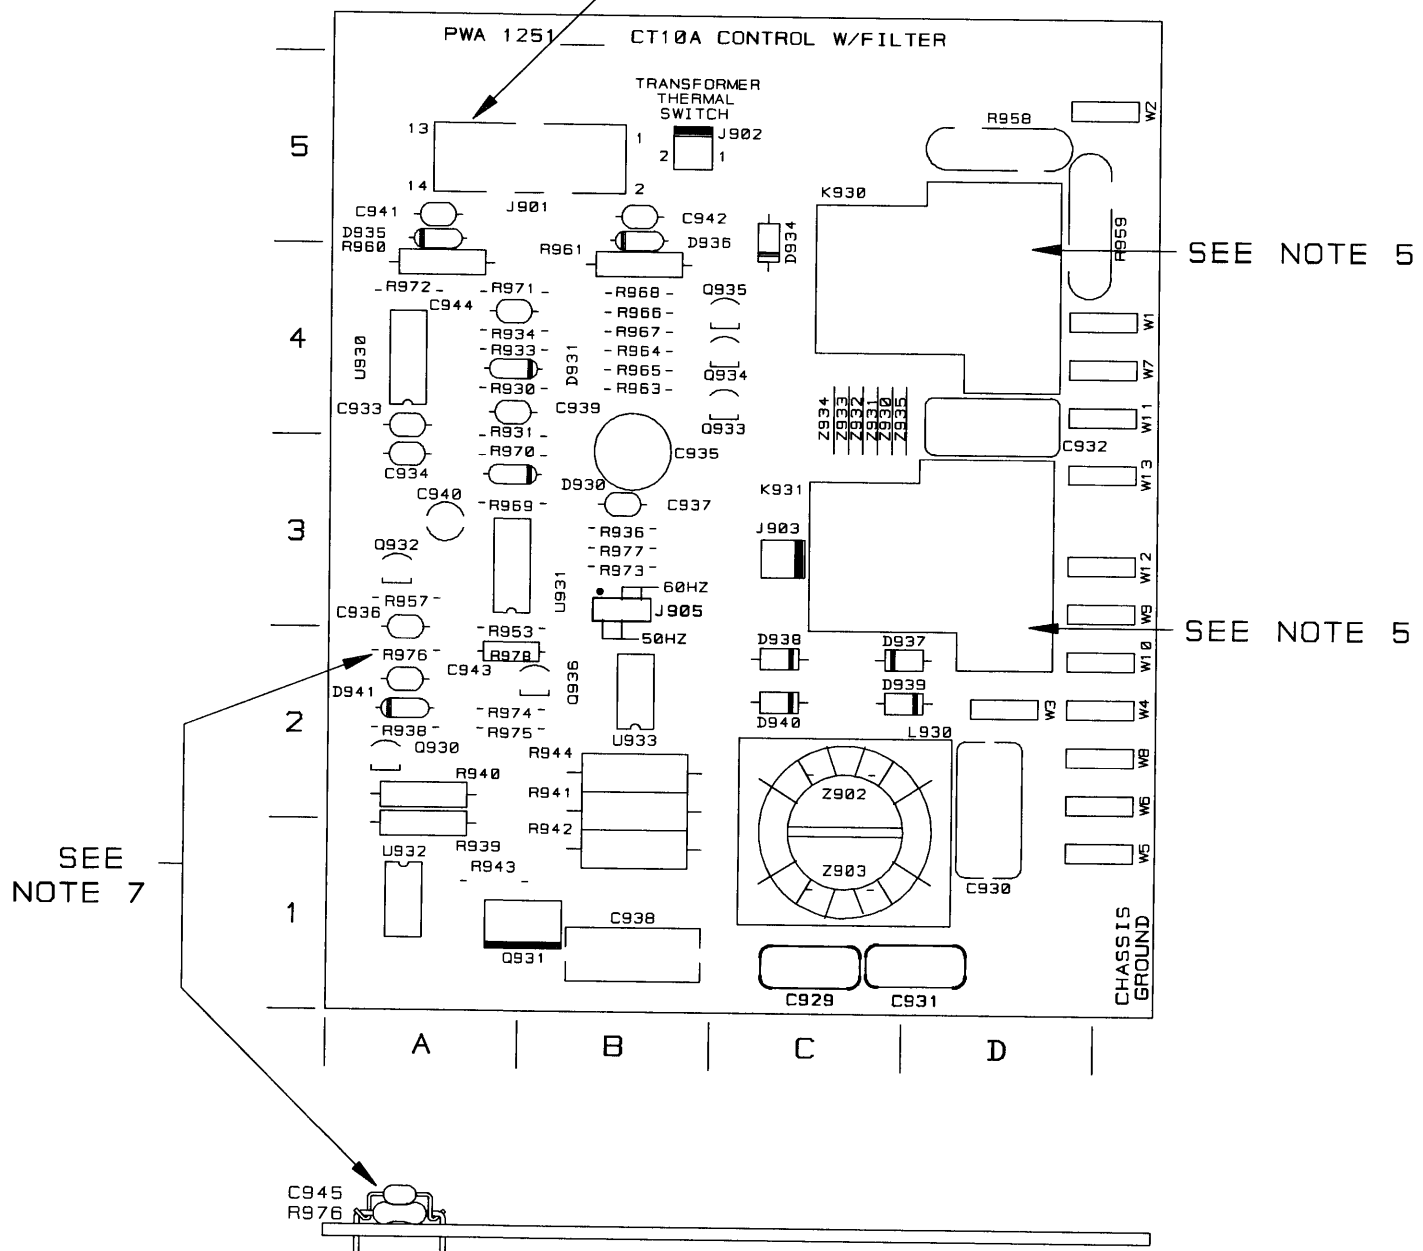 PWA 1251 CT10A CONTROL W/FILTER
TRANSFORMER
THERMAL
SWITCH
W2
R958
13
1
J902
5
2
1
14
2
K930
C941
J901
C942
D935
D936
D934
R959
R960
R961
SEE NOTE 5
R972
R971
R968
Q935
C944
R966
W1
4
R934
R967
U930
R933
D931
R964
R965
Q934
W7
R930
R963
C933
C939
Q933
Z934
Z933
Z932
Z931
Z930
Z935
W11
R931
C932
R970
C935
C934
W13
D930
K931
C940
R969
C937
3
R936
J903
Q932
R977
R973
W12
U931
60HZ
R957
C936
J905
W9
R953
50HZ
SEE NOTE 5
R976
R978
D938
D937
W10
C943
Q936
D941
D939
2
R974
W3
W4
R938
R975
D940
Q930
U933
L930
R944
W8
R940
R941
Z902
W6
R942
SEE
NOTE 7
U932
R939
R943
Z903
W5
C930
1
C938
CHASSIS
GROUND
Q931
C929
C931
A
B
C
D
C945
R976